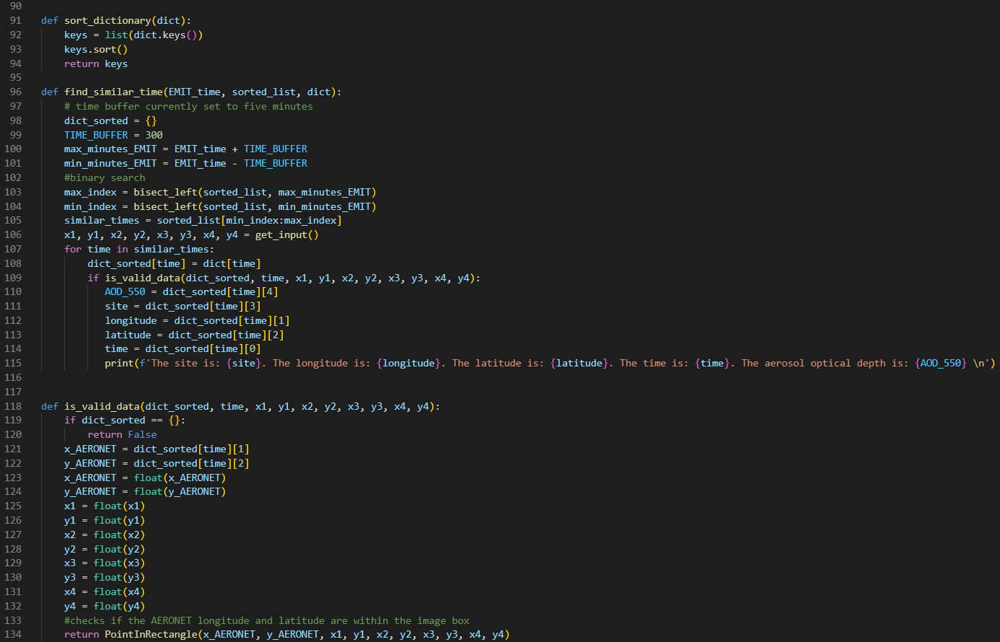 90
91 def sort_dictionary(dict):
92     keys = list(dict.keys())
93     keys.sort()
94     return keys
95
96 def find_similar_time(EMIT_time, sorted_list, dict):
97     # time buffer currently set to five minutes
98     dict_sorted = {}
99     TIME_BUFFER = 300
100     max_minutes_EMIT = EMIT_time + TIME_BUFFER
101     min_minutes_EMIT = EMIT_time - TIME_BUFFER
102     #binary search
103     max_index = bisect_left(sorted_list, max_minutes_EMIT)
104     min_index = bisect_left(sorted_list, min_minutes_EMIT)
105     similar_times = sorted_list[min_index:max_index]
106     x1, y1, x2, y2, x3, y3, x4, y4 = get_input()
107     for time in similar_times:
108         dict_sorted[time] = dict[time]
109         if is_valid_data(dict_sorted, time, x1, y1, x2, y2, x3, y3, x4, y4):
110            AOD_550 = dict_sorted[time][4]
111            site = dict_sorted[time][3]
112            longitude = dict_sorted[time][1]
113            latitude = dict_sorted[time][2]
114            time = dict_sorted[time][0]
115            print(f'The site is: {site}. The longitude is: {longitude}. The latitude is: {latitude}. The time is: {time}. The aerosol optical depth is: {AOD_550} \n')
116
117
118 def is_valid_data(dict_sorted, time, x1, y1, x2, y2, x3, y3, x4, y4):
119     if dict_sorted == {}:
120         return False
121     x_AERONET = dict_sorted[time][1]
122     y_AERONET = dict_sorted[time][2]
123     x_AERONET = float(x_AERONET)
124     y_AERONET = float(y_AERONET)
125     x1 = float(x1)
126     y1 = float(y1)
127     x2 = float(x2)
128     y2 = float(y2)
129     x3 = float(x3)
130     y3 = float(y3)
131     x4 = float(x4)
132     y4 = float(y4)
133     #checks if the AERONET longitude and latitude are within the image box
134     return PointInRectangle(x_AERONET, y_AERONET, x1, y1, x2, y2, x3, y3, x4, y4)